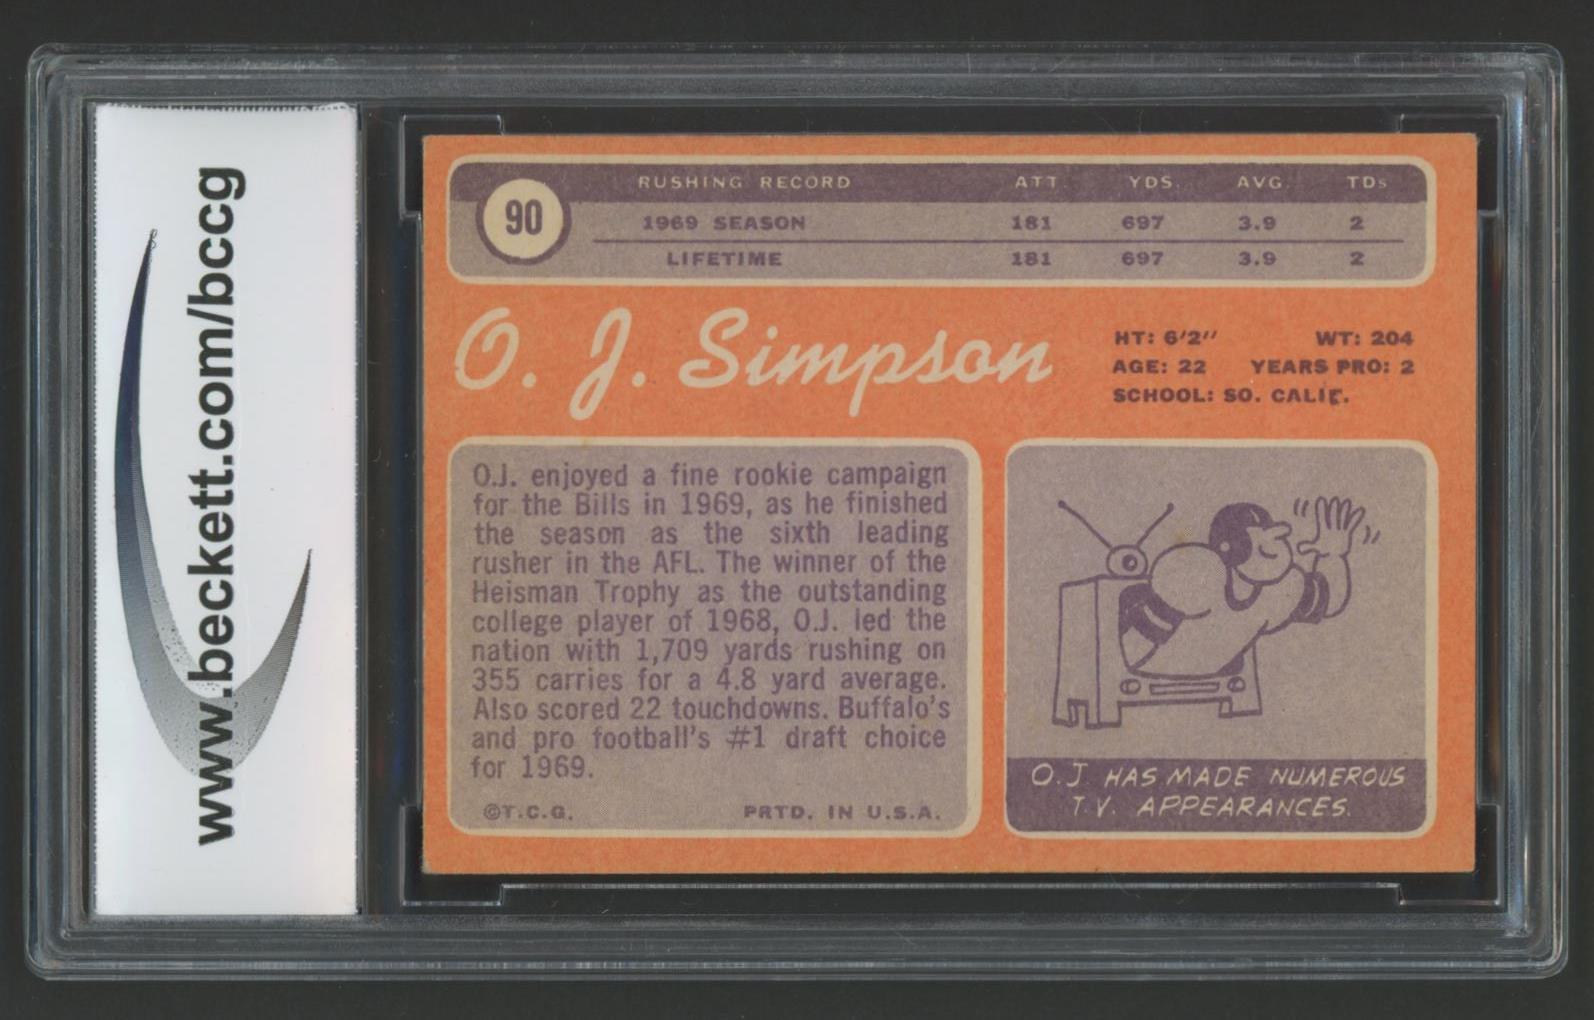 www.beckett.com/bccg
90
RUSHING RECORD ATT. YDS. AVG. TDs
1969 SEASON 181 697 3.9 2
LIFETIME 181 697 3.9 2
O. J. Simpson
HT: 6'2" WT: 204
AGE: 22 YEARS PRO: 2
SCHOOL: SO. CALIF.
O.J. enjoyed a fine rookie campaign
for the Bills in 1969, as he finished
the season as the sixth leading
rusher in the AFL. The winner of the
Heisman Trophy as the outstanding
college player of 1968, O.J. led the
nation with 1,709 yards rushing on
355 carries for a 4.8 yard average.
Also scored 22 touchdowns. Buffalo's
and pro football's #1 draft choice
for 1969.
©T.C.G. PRTD. IN U.S.A.
O.J HAS MADE NUMEROUS
T.V. APPEARANCES.